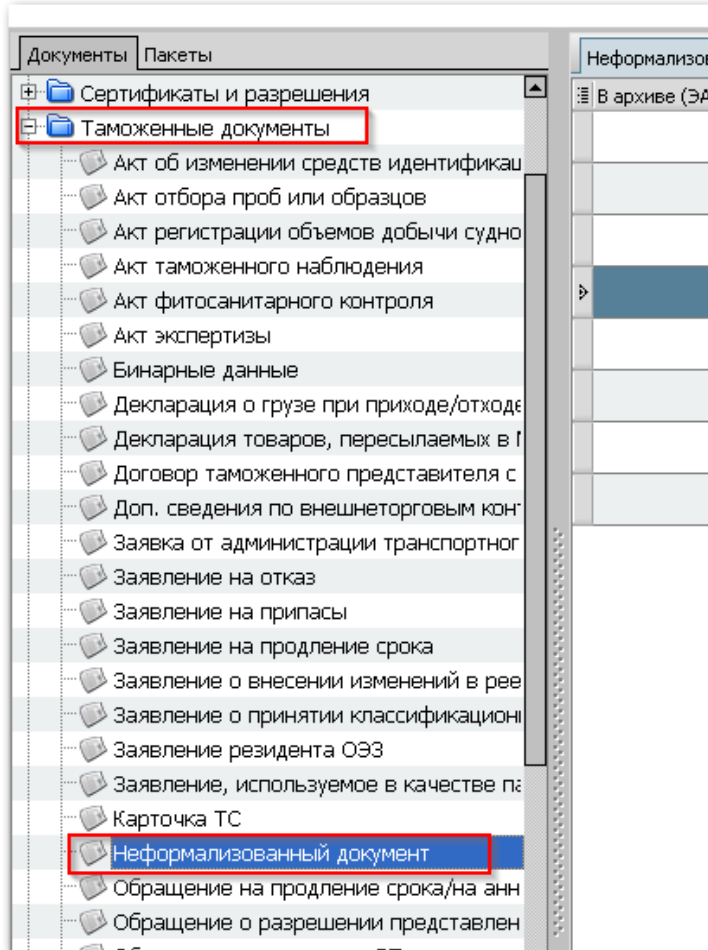 Документы Пакеты
Сертификаты и разрешения
Таможенные документы
Акт об изменении средств идентификац
Акт отбора проб или образцов
Акт регистрации объемов добычи судно
Акт таможенного наблюдения
Акт фитосанитарного контроля
Акт экспертизы
Бинарные данные
Декларация о грузе при приходе/отходе
Декларация товаров, пересылаемых в
Договор таможенного представителя с
Доп. сведения по внешнеторговым кон
Заявка от администрации транспортног
Заявление на отказ
Заявление на припасы
Заявление на продление срока
Заявление о внесении изменений в рее
Заявление о принятии классификацион
Заявление резидента ОЭЗ
Заявление, используемое в качестве
Карточка ТС
Неформализованный документ
Обращение на продление срока/на анн
Обращение о разрешении представлен
Неформализов
В архиве (ЭА